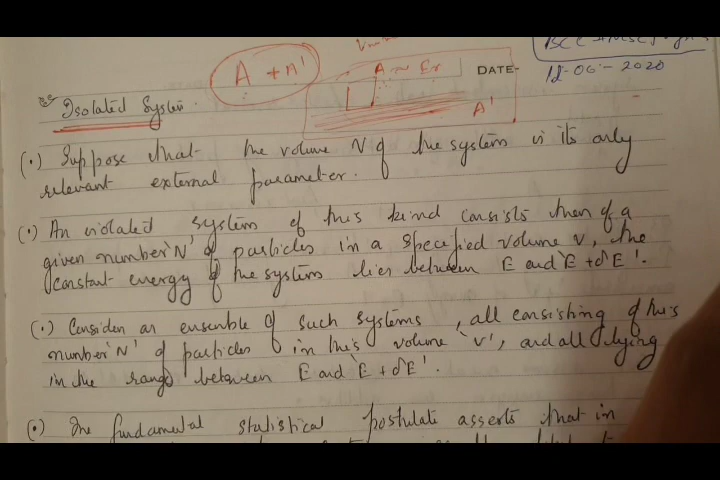 A + A'
A ~ Er
DATE-
18-06-2020
A'
Isolated System.
(•) Suppose that the volume V of the system is its only
relevant external parameter.
(•) An isolated system of this kind consists then of a
given number 'N' of particles in a specified volume V, the
constant energy of the system lies between E and 'E + δE'.
(•) Consider an ensemble of such systems, all consisting of this
number 'N' of particles in this volume 'V', and all lying
in the range between E and 'E + δE'.
(•) The fundamental statistical postulate asserts that in